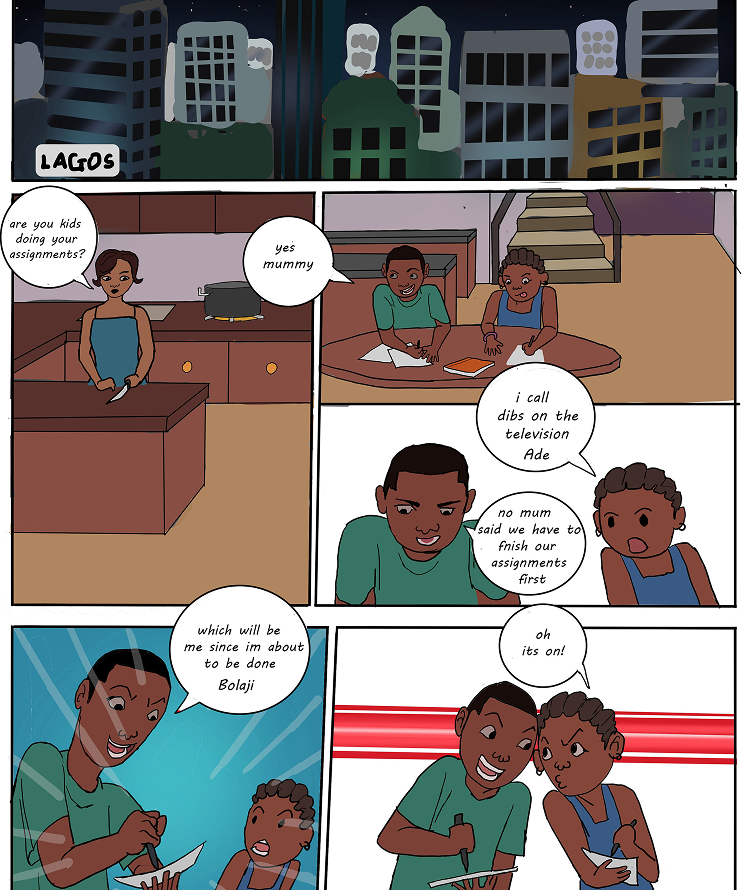 LAGOS
are you kids
doing your
assignments?
yes
mummy
i call
dibs on the
television
Ade
no mum
said we have to
fnish our
assignments
first
which will be
me since im about
to be done
Bolaji
oh
its on!